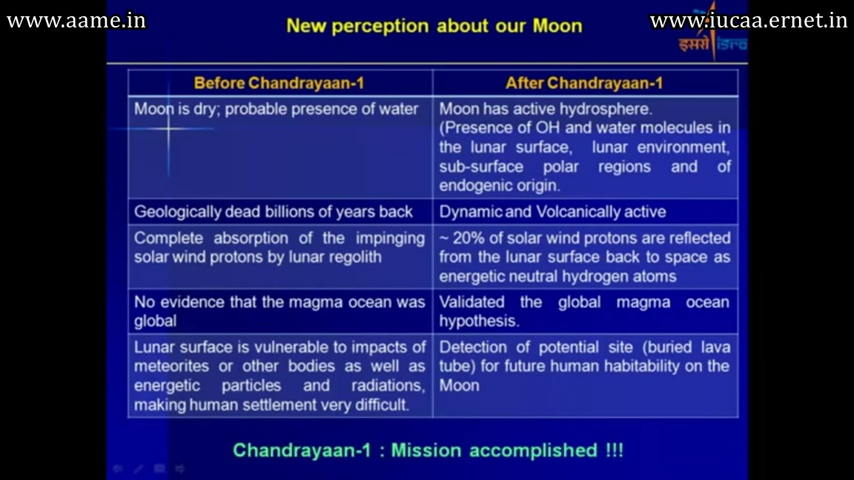 www.aame.in
New perception about our Moon
www.iucaa.ernet.in
इसरो isro
Before Chandrayaan-1
After Chandrayaan-1
Moon is dry; probable presence of water
Moon has active hydrosphere.
(Presence of OH and water molecules in
the lunar surface, lunar environment,
sub-surface polar regions and of
endogenic origin.
Geologically dead billions of years back
Dynamic and Volcanically active
Complete absorption of the impinging
solar wind protons by lunar regolith
~ 20% of solar wind protons are reflected
from the lunar surface back to space as
energetic neutral hydrogen atoms
No evidence that the magma ocean was
global
Validated the global magma ocean
hypothesis.
Lunar surface is vulnerable to impacts of
meteorites or other bodies as well as
energetic particles and radiations,
making human settlement very difficult.
Detection of potential site (buried lava
tube) for future human habitability on the
Moon
Chandrayaan-1 : Mission accomplished !!!